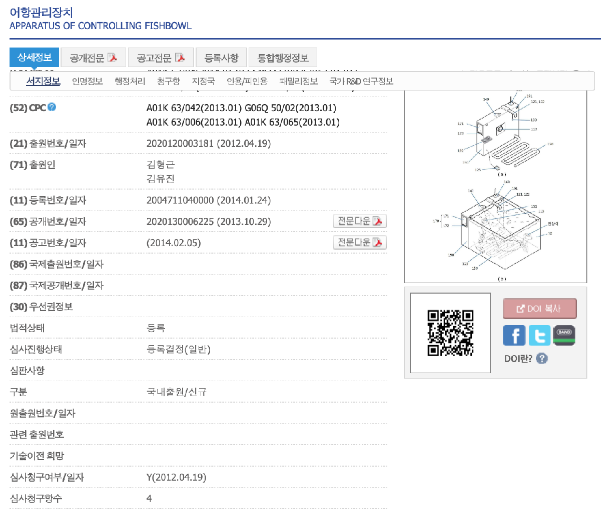 어항관리장치
APPARATUS OF CONTROLLING FISHBOWL
상세정보 공개전문 공고전문 등록사항 통합행정정보
서지정보 인명정보 행정처리 청구항 지정국 인용/피인용 패밀리정보 국가 R&D 연구정보
(52) CPC A01K 63/042(2013.01) G06Q 50/02(2013.01)
A01K 63/006(2013.01) A01K 63/065(2013.01)
(21) 출원번호/일자 2020120003181 (2012.04.19)
(71) 출원인 김형근
김유진
(11) 등록번호/일자 2004711040000 (2014.01.24)
(65) 공개번호/일자 2020130006225 (2013.10.29) 전문다운
(11) 공고번호/일자 (2014.02.05) 전문다운
(86) 국제출원번호/일자
(87) 국제공개번호/일자
(30) 우선권정보
법적상태 등록
심사진행상태 등록결정(일반)
심판사항
구분 국내출원/신규
원출원번호/일자
관련 출원번호
기술이전 희망
심사청구여부/일자 Y(2012.04.19)
심사청구항수 4
DOI 복사
BAND
DOI란?